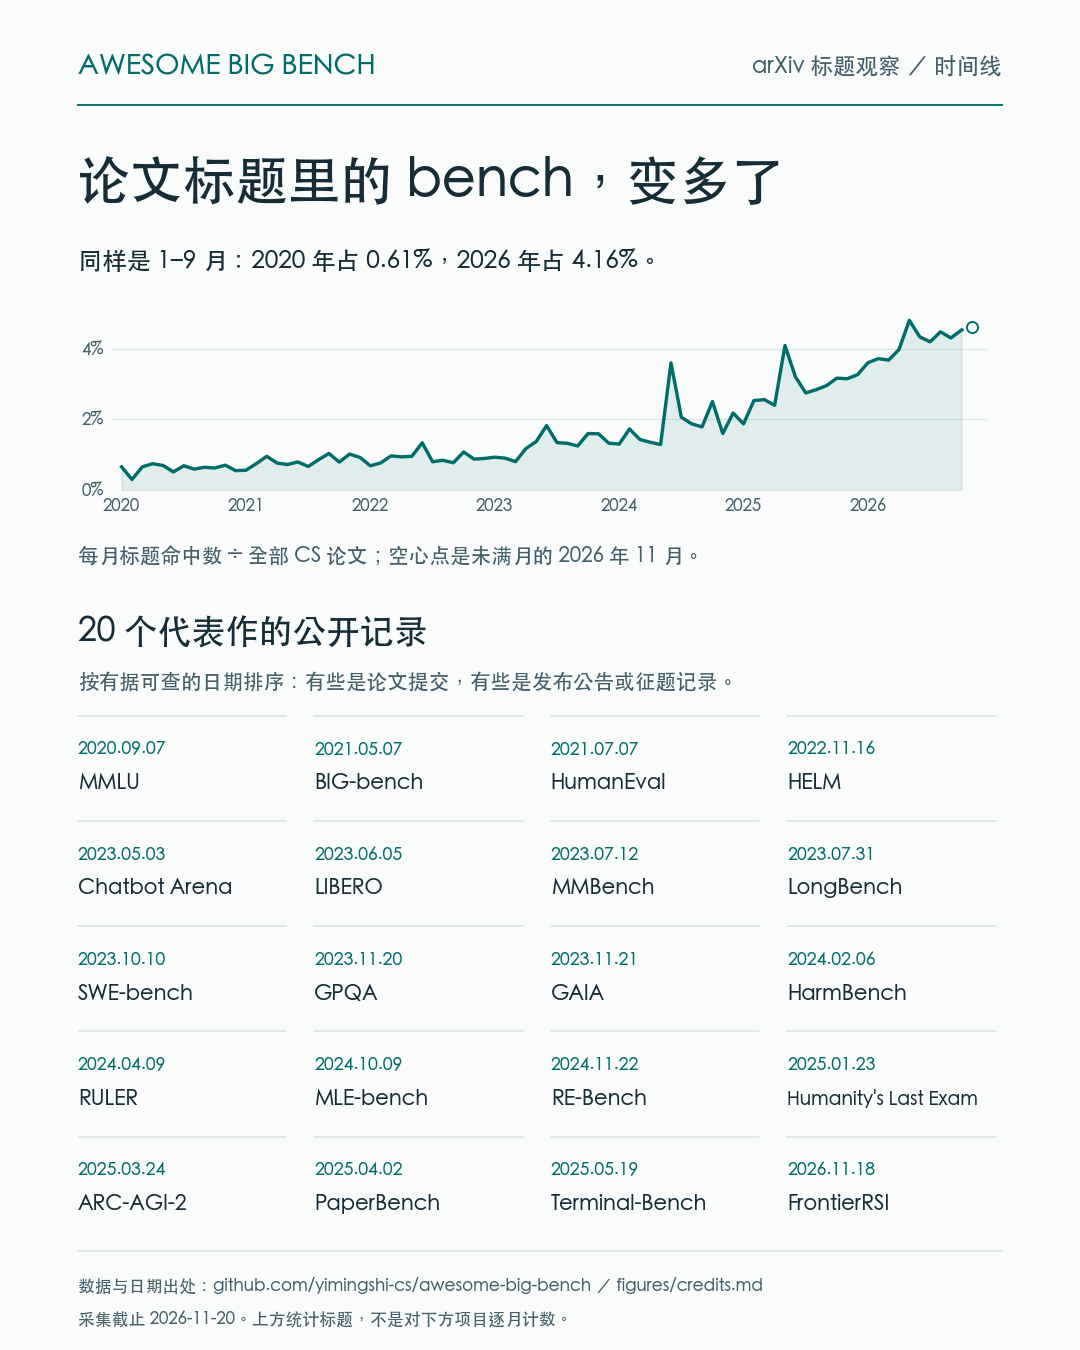 AWESOME BIG BENCH
arXiv 标题观察 ／ 时间线
论文标题里的 bench，变多了
同样是 1–9 月：2020 年占 0.61%，2026 年占 4.16%。
4%
2%
0%
2020 2021 2022 2023 2024 2025 2026
每月标题命中数 ÷ 全部 CS 论文；空心点是未满月的 2026 年 11 月。
20 个代表作的公开记录
按有据可查的日期排序：有些是论文提交，有些是发布公告或征题记录。
2020.09.07 2021.05.07 2021.07.07 2022.11.16
MMLU BIG-bench HumanEval HELM
2023.05.03 2023.06.05 2023.07.12 2023.07.31
Chatbot Arena LIBERO MMBench LongBench
2023.10.10 2023.11.20 2023.11.21 2024.02.06
SWE-bench GPQA GAIA HarmBench
2024.04.09 2024.10.09 2024.11.22 2025.01.23
RULER MLE-bench RE-Bench Humanity's Last Exam
2025.03.24 2025.04.02 2025.05.19 2026.11.18
ARC-AGI-2 PaperBench Terminal-Bench FrontierRSI
数据与日期出处：github.com/yimingshi-cs/awesome-big-bench ／ figures/credits.md
采集截止 2026-11-20。上方统计标题，不是对下方项目逐月计数。